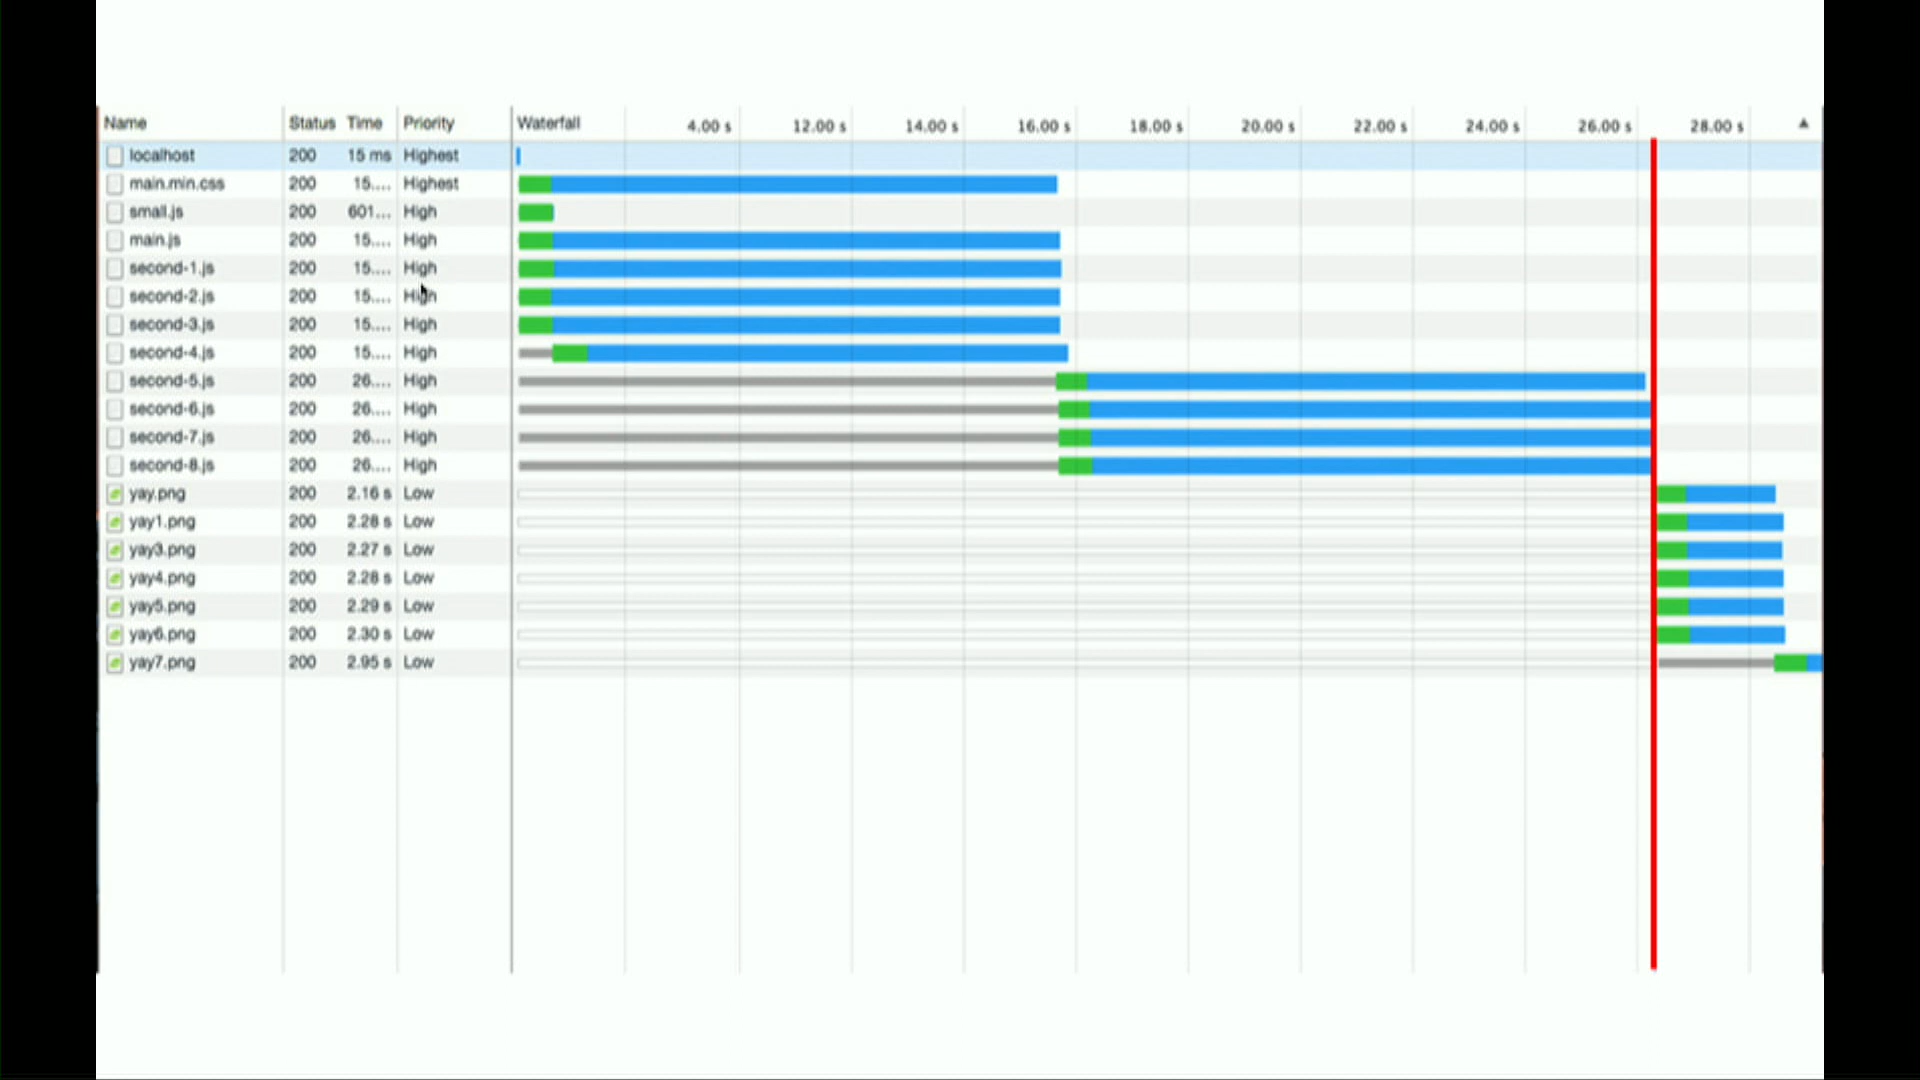 Name Status Time Priority Waterfall 4.00 s 12.00 s 14.00 s 16.00 s 18.00 s 20.00 s 22.00 s 24.00 s 26.00 s 28.00 s
localhost 200 15 ms Highest
main.min.css 200 15.... Highest
small.js 200 601... High
main.js 200 15.... High
second-1.js 200 15.... High
second-2.js 200 15.... High
second-3.js 200 15.... High
second-4.js 200 15.... High
second-5.js 200 26.... High
second-6.js 200 26.... High
second-7.js 200 26.... High
second-8.js 200 26.... High
yay.png 200 2.16 s Low
yay1.png 200 2.28 s Low
yay3.png 200 2.27 s Low
yay4.png 200 2.28 s Low
yay5.png 200 2.29 s Low
yay6.png 200 2.30 s Low
yay7.png 200 2.95 s Low